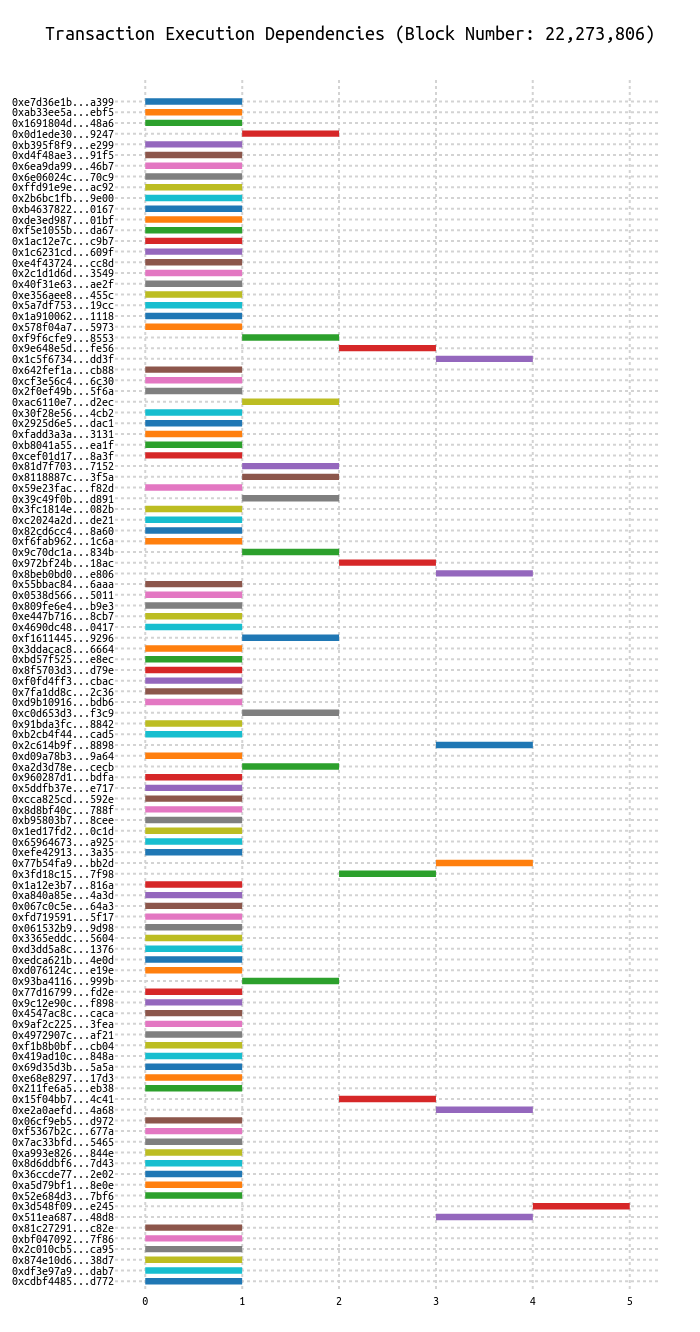 Transaction Execution Dependencies (Block Number: 22,273,806)
0xe7d36e1b...a399
0xab33ee5a...ebf5
0x1691804d...48a6
0x0d1ede30...9247
0xb395f8f9...e299
0xd4f48ae3...91f5
0x6ea9da99...46b7
0x6e06024c...70c9
0xffd91e9e...ac92
0x2b6bc1fb...9e00
0xb4637822...0167
0xde3ed987...01bf
0xf5e1055b...da67
0x1ac12e7c...c9b7
0x1c6231cd...609f
0xe4f43724...cc8d
0x2c1d1d6d...3549
0x40f31e63...ae2f
0xe356aee8...455c
0x5a7df753...19cc
0x1a910062...1118
0x578f04a7...5973
0xf9f6cfe9...8553
0x9e648e5d...fe56
0x1c5f6734...dd3f
0x642fef1a...cb88
0xcf3e56c4...6c30
0x2f0ef49b...5f6a
0xac6110e7...d2ec
0x30f28e56...4cb2
0x2925d6e5...dac1
0xfadd3a3a...3131
0xb8041a55...ea1f
0xcef01d17...8a3f
0x81d7f703...7152
0x8118887c...3f5a
0x59e23fac...f82d
0x39c49f0b...d891
0x3fc1814e...082b
0xc2024a2d...de21
0x82cd6cc4...8a60
0xf6fab962...1c6a
0x9c70dc1a...834b
0x972bf24b...18ac
0x8beb0bd0...e806
0x55bbac84...6aaa
0x0538d566...5011
0x809fe6e4...b9e3
0xe447b716...8cb7
0x4690dc48...0417
0xf1611445...9296
0x3ddacac8...6664
0xbd57f525...e8ec
0x8f5703d3...d79e
0xf0fd4ff3...cbac
0x7fa1dd8c...2c36
0xd9b10916...bdb6
0xc0d653d3...f3c9
0x91bda3fc...8842
0xb2cb4f44...cad5
0x2c614b9f...8898
0xd09a78b3...9a64
0xa2d3d78e...cecb
0x960287d1...bdfa
0x5ddfb37e...e717
0xcca825cd...592e
0x8d8bf40c...788f
0xb95803b7...8cee
0x1ed17fd2...0c1d
0x65964673...a925
0xefe42913...3a35
0x77b54fa9...bb2d
0x3fd18c15...7f98
0x1a12e3b7...816a
0xa840a85e...4a3d
0x067c0c5e...64a3
0xfd719591...5f17
0x061532b9...9d98
0x3365eddc...5604
0xd3dd5a8c...1376
0xedca621b...4e0d
0xd076124c...e19e
0x93ba4116...999b
0x77d16799...fd2e
0x9c12e90c...f898
0x4547ac8c...caca
0x9af2c225...3fea
0x4972907c...af21
0xf1b8b0bf...cb04
0x419ad10c...848a
0x69d35d3b...5a5a
0xe68e8297...17d3
0x211fe6a5...eb38
0x15f04bb7...4c41
0xe2a0aefd...4a68
0x06cf9eb5...d972
0xf5367b2c...677a
0x7ac33bfd...5465
0xa993e826...844e
0x8d6ddbf6...7d43
0x36ccde77...2e02
0xa5d79bf1...8e0e
0x52e684d3...7bf6
0x3d548f09...e245
0x511ea687...48d8
0x81c27291...c82e
0xbf047092...7f86
0x2c010cb5...ca95
0x874e10d6...38d7
0xdf3e97a9...dab7
0xcdbf4485...d772
0 1 2 3 4 5